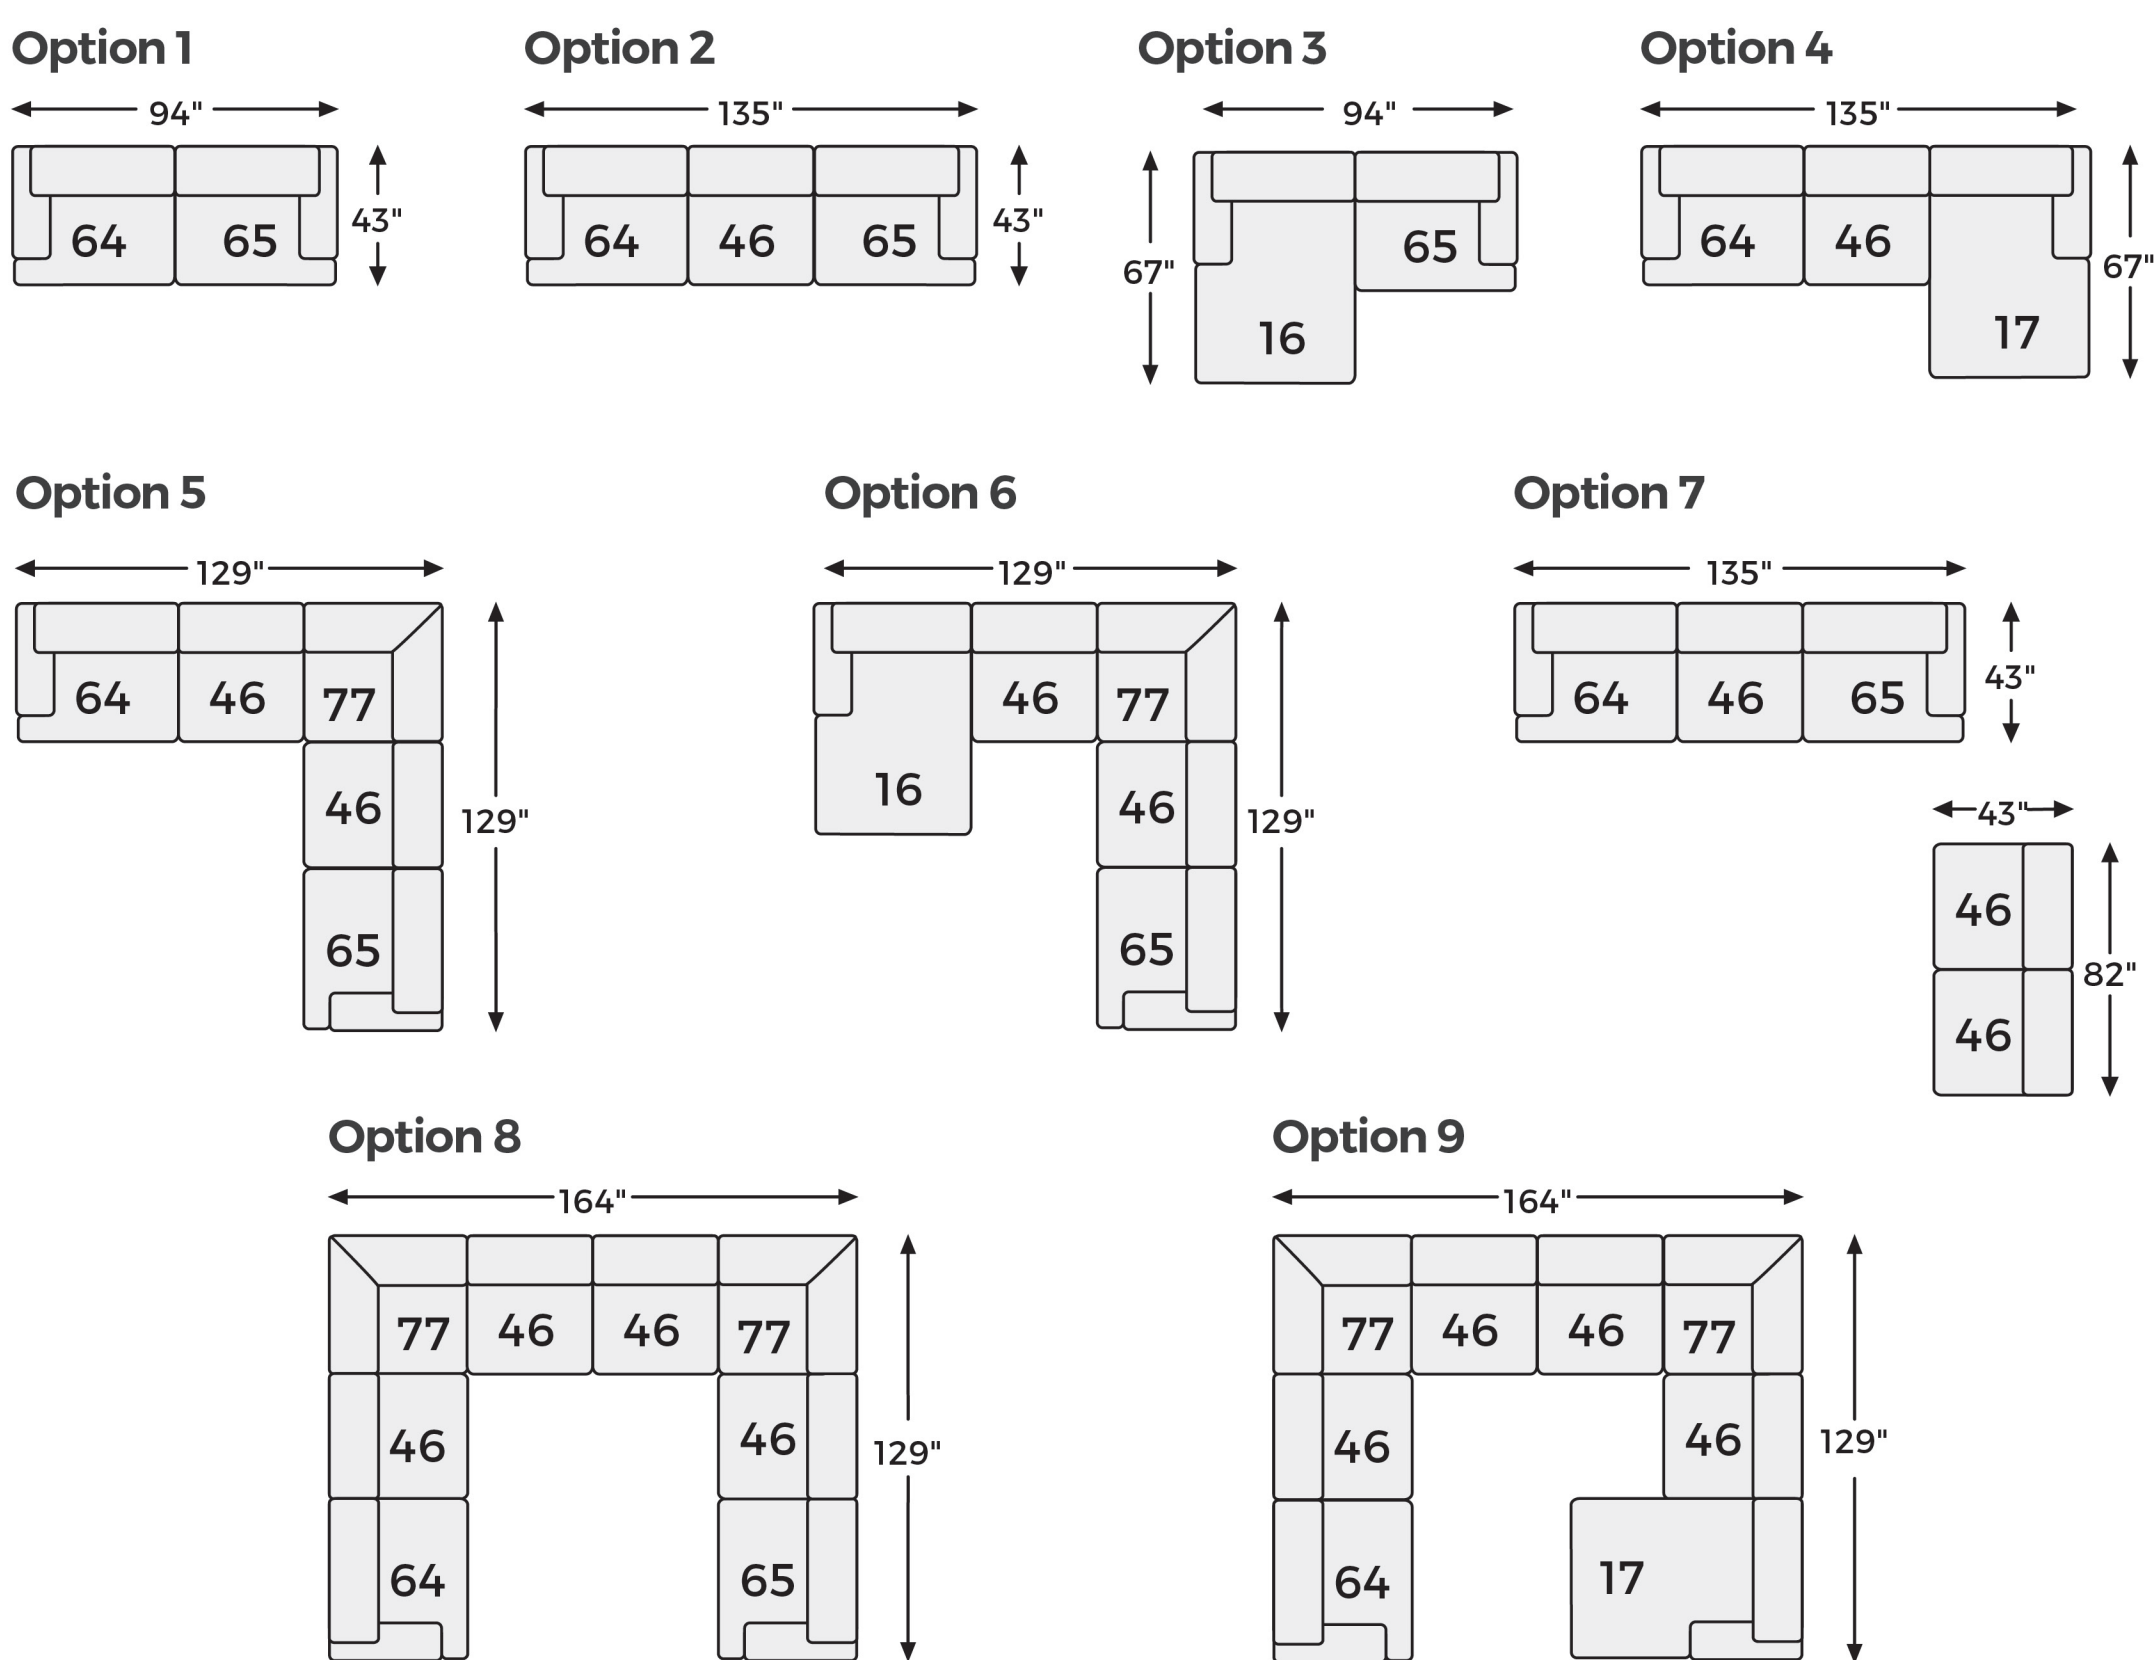 Option 1
94"
43"
64 65
Option 2
135"
43"
64 46 65
Option 3
94"
67"
65
16
Option 4
135"
67"
64 46
17
Option 5
129"
64 46 77
46
129"
65
Option 6
129"
46 77
16
46
129"
65
Option 7
135"
43"
64 46 65
43"
46
82"
46
Option 8
164"
77 46 46 77
46 46
129"
64 65
Option 9
164"
77 46 46 77
46 46
129"
64 17